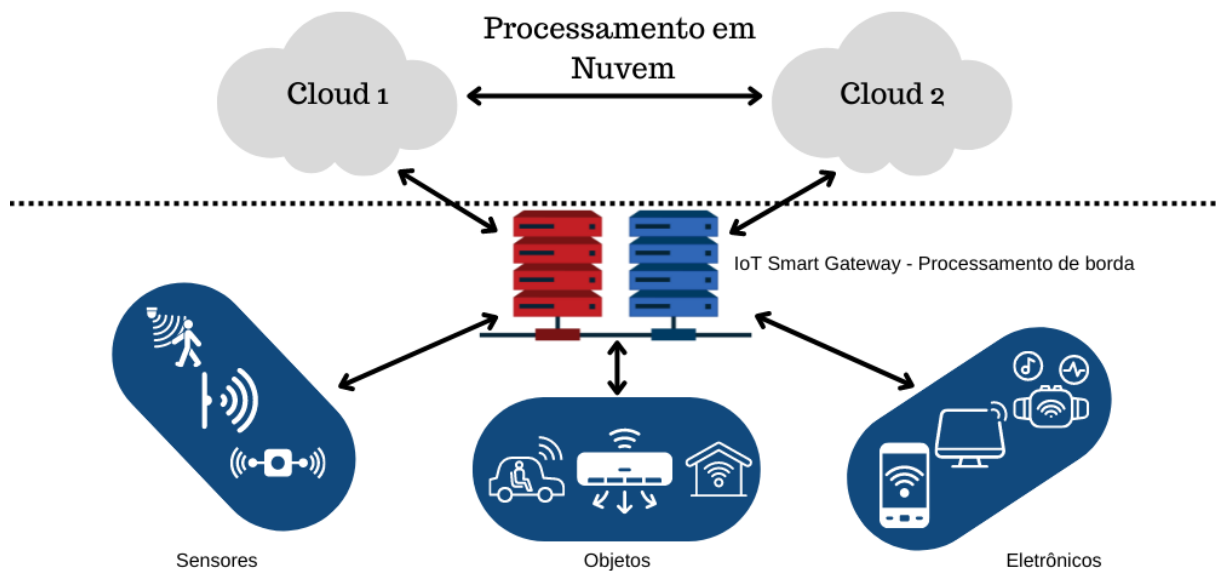 Processamento em
Nuvem
Cloud 1
Cloud 2
IoT Smart Gateway - Processamento de borda
Sensores
Objetos
Eletrônicos